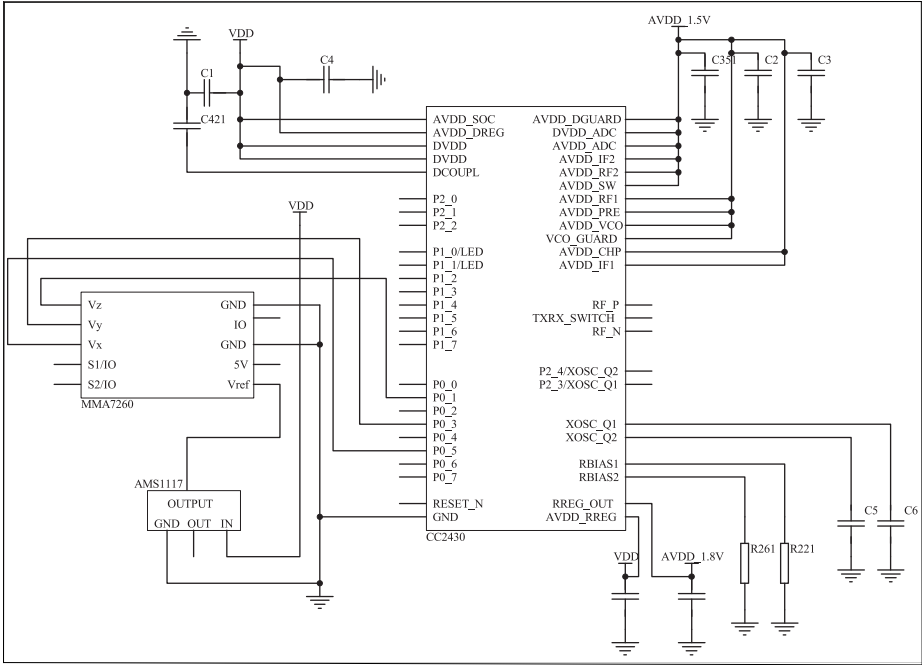 AVDD_1.5V
VDD
C4
C1
C421
C351
C2
C3
AVDD_SOC
AVDD_DREG
DVDD
DVDD
DCOUPL
P2_0
P2_1
P2_2
P1_0/LED
P1_1/LED
P1_2
P1_3
P1_4
P1_5
P1_6
P1_7
P0_0
P0_1
P0_2
P0_3
P0_4
P0_5
P0_6
P0_7
RESET_N
GND
AVDD_DGUARD
DVDD_ADC
AVDD_ADC
AVDD_IF2
AVDD_RF2
AVDD_SW
AVDD_RF1
AVDD_PRE
AVDD_VCO
VCO_GUARD
AVDD_CHP
AVDD_IF1
RF_P
TXRX_SWITCH
RF_N
P2_4/XOSC_Q2
P2_3/XOSC_Q1
XOSC_Q1
XOSC_Q2
RBIAS1
RBIAS2
RREG_OUT
AVDD_RREG
CC2430
VDD
Vz
Vy
Vx
S1/IO
S2/IO
GND
IO
GND
5V
Vref
MMA7260
AMS1117
OUTPUT
GND OUT IN
C5
C6
R261
R221
VDD
AVDD_1.8V